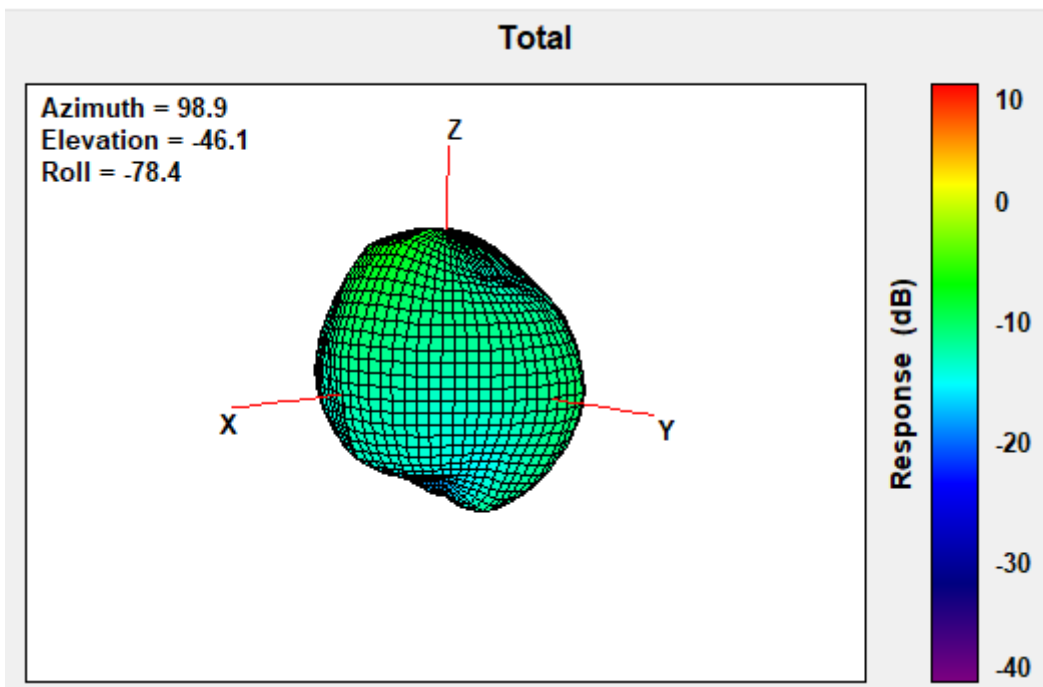 Total
Azimuth = 98.9
Elevation = -46.1
Roll = -78.4
Z
X
Y
10
0
-10
-20
-30
-40
Response (dB)